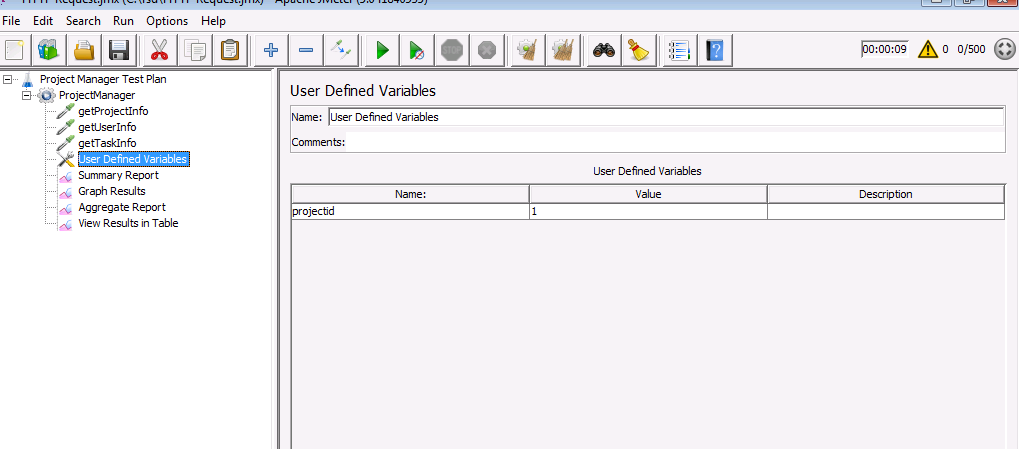 File Edit Search Run Options Help
STOP
00:00:09 0 0/500
Project Manager Test Plan
ProjectManager
getProjectInfo
getUserInfo
getTaskInfo
User Defined Variables
Summary Report
Graph Results
Aggregate Report
View Results in Table
User Defined Variables
Name: User Defined Variables
Comments:
User Defined Variables
Name: Value Description
projectid 1